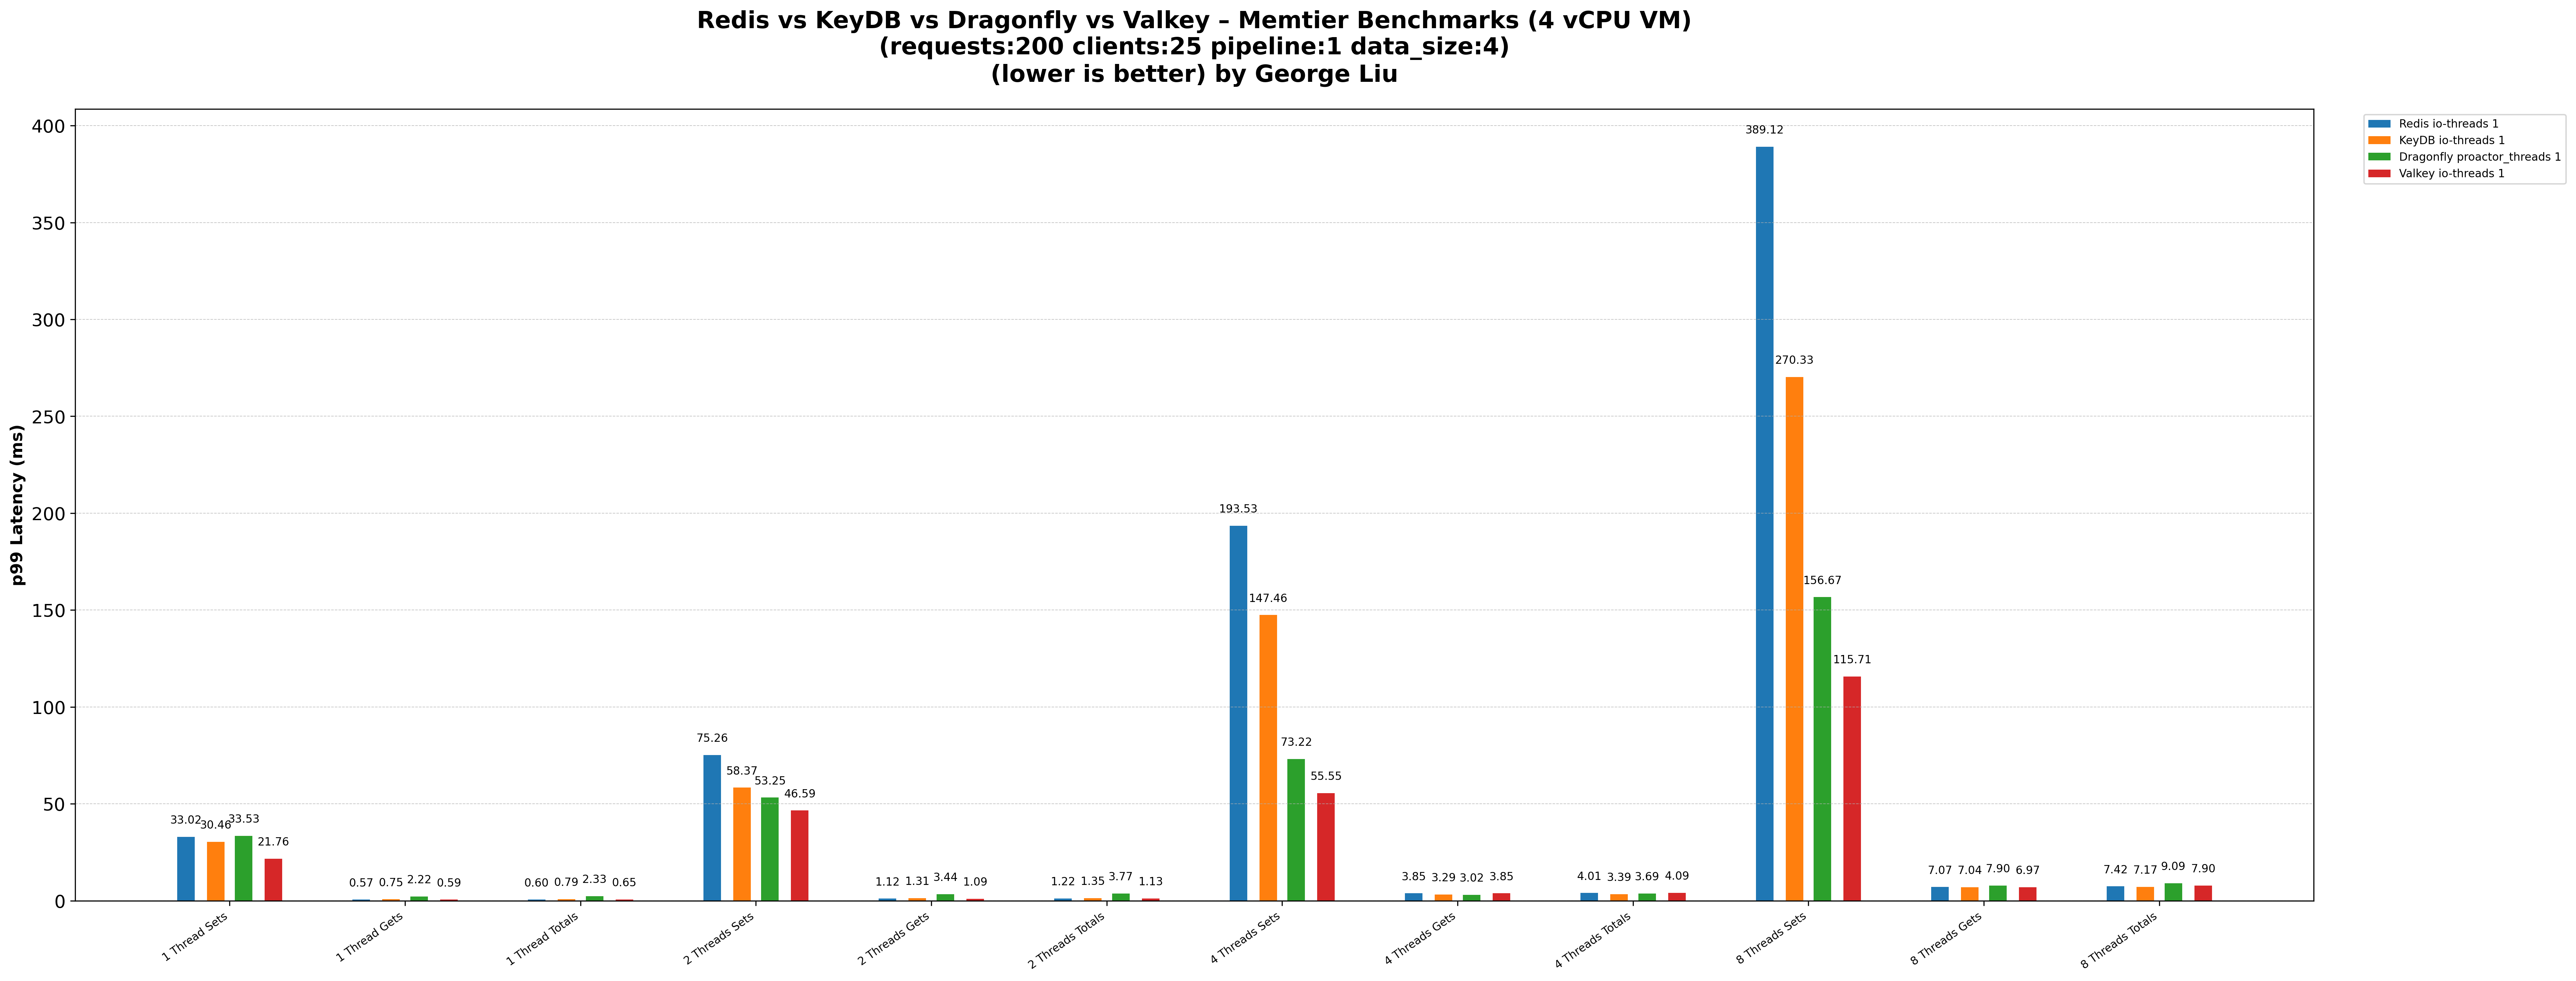 Redis vs KeyDB vs Dragonfly vs Valkey – Memtier Benchmarks (4 vCPU VM)
(requests:200 clients:25 pipeline:1 data_size:4)
(lower is better) by George Liu
p99 Latency (ms)
400
350
300
250
200
150
100
50
0
Redis io-threads 1
KeyDB io-threads 1
Dragonfly proactor_threads 1
Valkey io-threads 1
33.02 30.46 33.53 21.76
0.57 0.75 2.22 0.59
0.60 0.79 2.33 0.65
75.26 58.37 53.25 46.59
1.12 1.31 3.44 1.09
1.22 1.35 3.77 1.13
193.53 147.46 73.22 55.55
3.85 3.29 3.02 3.85
4.01 3.39 3.69 4.09
389.12 270.33 156.67 115.71
7.07 7.04 7.90 6.97
7.42 7.17 9.09 7.90
1 Thread Sets
1 Thread Gets
1 Thread Totals
2 Threads Sets
2 Threads Gets
2 Threads Totals
4 Threads Sets
4 Threads Gets
4 Threads Totals
8 Threads Sets
8 Threads Gets
8 Threads Totals